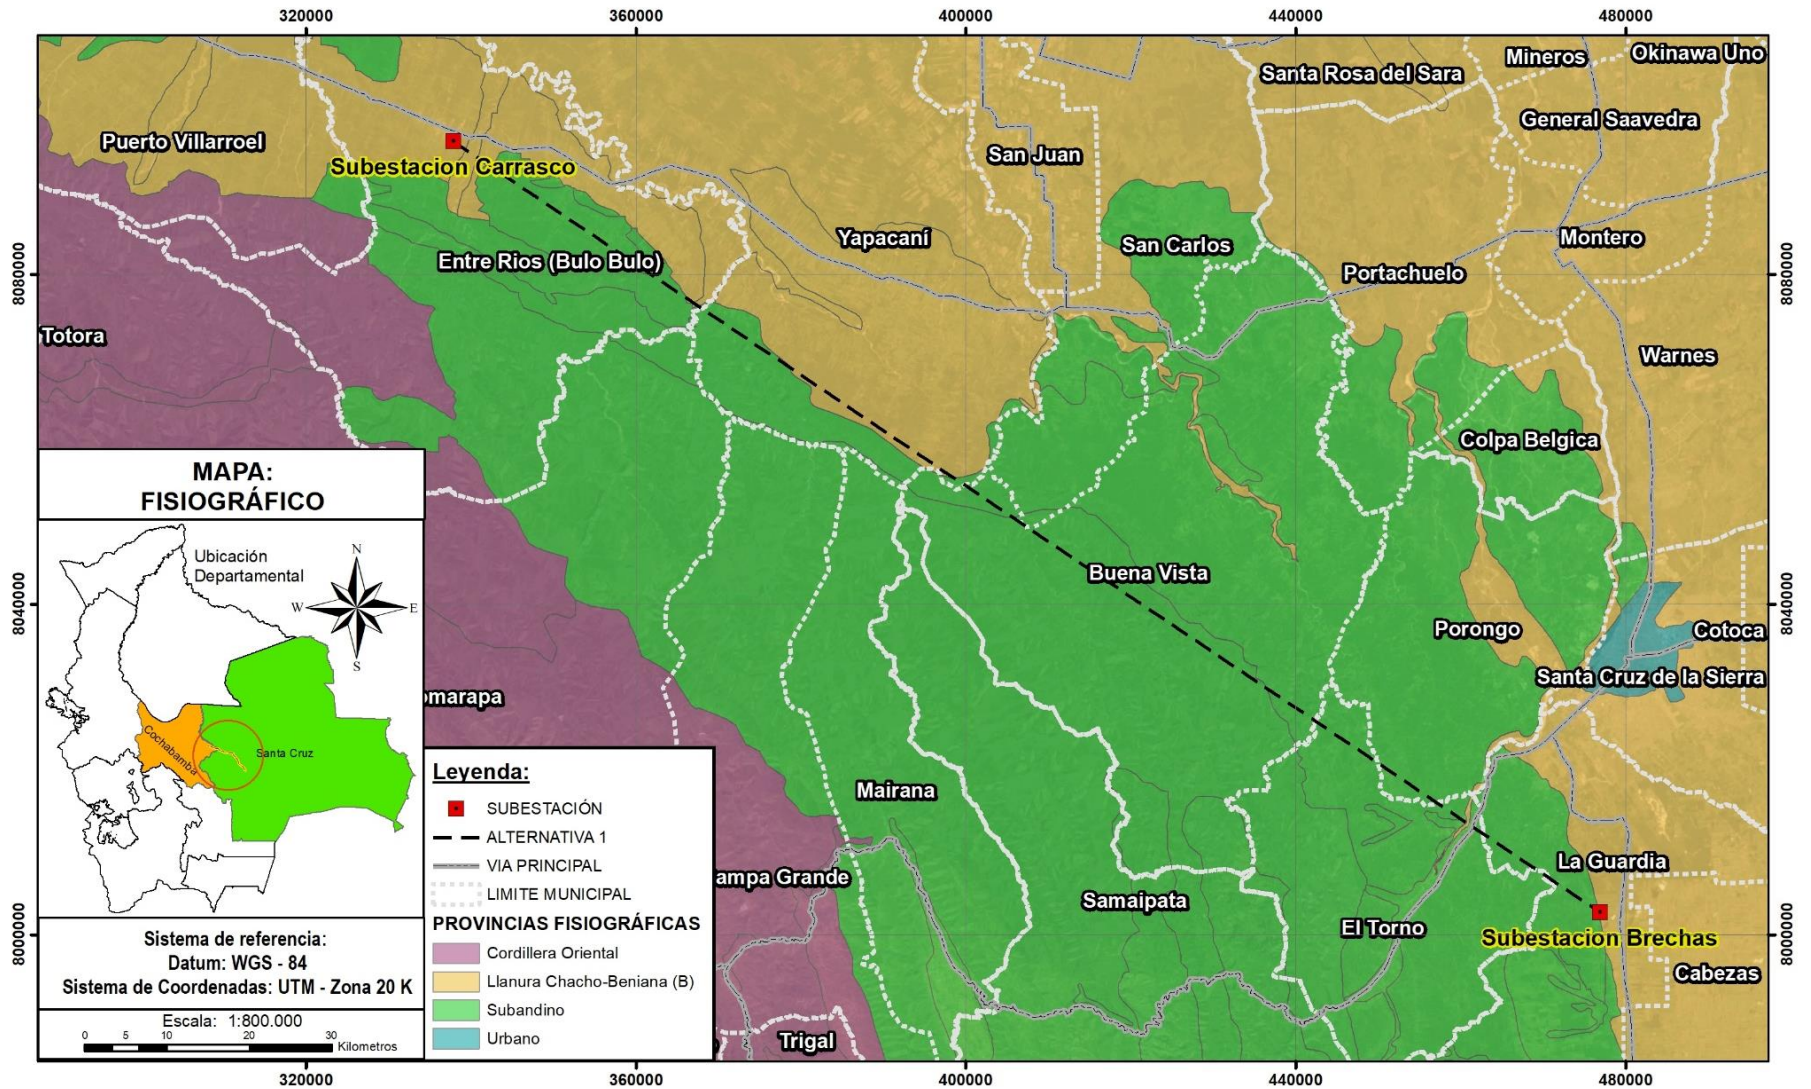 320000
360000
400000
440000
480000
Mineros
Okinawa Uno
Santa Rosa del Sara
General Saavedra
Puerto Villarroel
San Juan
Subestacion Carrasco
Yapacaní
San Carlos
Montero
Entre Rios (Bulo Bulo)
Portachuelo
8080000
8080000
Totora
Warnes
Colpa Belgica
MAPA:
FISIOGRÁFICO
Ubicación
Departamental
N
W
E
S
Cochabamba
Santa Cruz
Buena Vista
8040000
8040000
Porongo
Cotoca
Santa Cruz de la Sierra
omarapa
Mairana
La Guardia
ampa Grande
Samaipata
El Torno
Subestacion Brechas
8000000
8000000
Cabezas
Trigal
Leyenda:
SUBESTACIÓN
ALTERNATIVA 1
VIA PRINCIPAL
LIMITE MUNICIPAL
PROVINCIAS FISIOGRÁFICAS
Cordillera Oriental
Llanura Chacho-Beniana (B)
Subandino
Urbano
Sistema de referencia:
Datum: WGS - 84
Sistema de Coordenadas: UTM - Zona 20 K
Escala: 1:800.000
0 5 10 20 30
Kilometros
320000
360000
400000
440000
480000